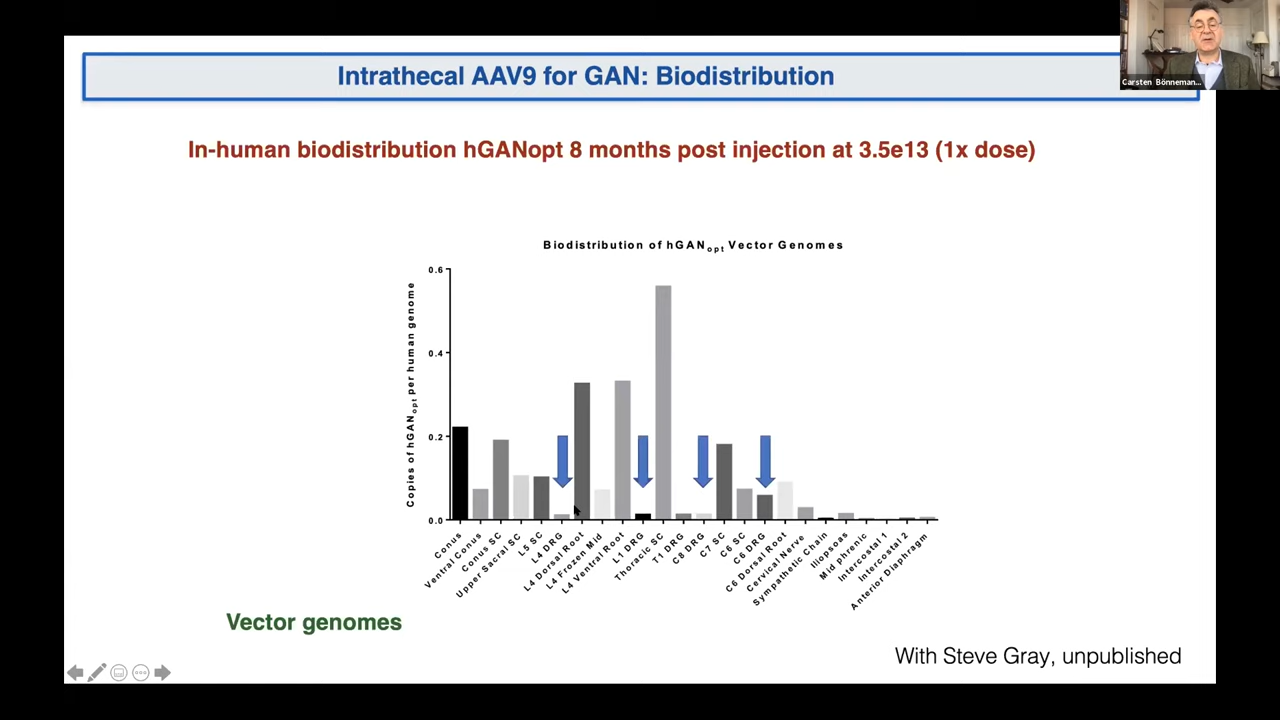 Intrathecal AAV9 for GAN: Biodistribution
Carsten Bönneman...
In-human biodistribution hGANopt 8 months post injection at 3.5e13 (1x dose)
Biodistribution of hGANopt Vector Genomes
Copies of hGANopt per human genome
0.6
0.4
0.2
0.0
Conus
Ventral Conus
Conus SC
Upper Sacral SC
L5 SC
L4 DRG
L4 Dorsal Root
L4 Frozen Mid
L4 Ventral Root
L1 DRG
Thoracic SC
T1 DRG
C8 DRG
C7 SC
C6 SC
C6 DRG
C6 Dorsal Root
Cervical Nerve
Sympathetic Chain
Iliopsoas
Mid phrenic
Intercostal 1
Intercostal 2
Anterior Diaphragm
Vector genomes
With Steve Gray, unpublished